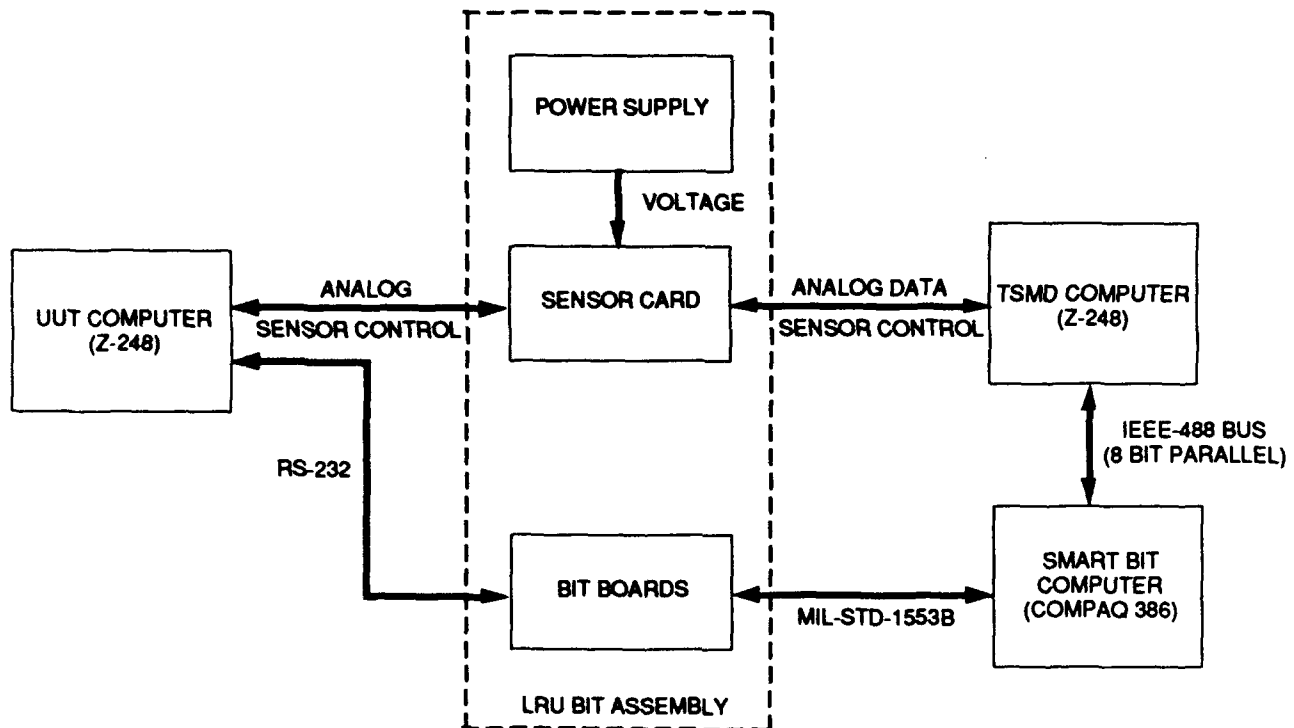 POWER SUPPLY
VOLTAGE
UUT COMPUTER
(Z-248)
ANALOG
SENSOR CONTROL
SENSOR CARD
ANALOG DATA
SENSOR CONTROL
TSMD COMPUTER
(Z-248)
IEEE-488 BUS
(8 BIT PARALLEL)
RS-232
BIT BOARDS
MIL-STD-1553B
SMART BIT
COMPUTER
(COMPAQ 386)
LRU BIT ASSEMBLY